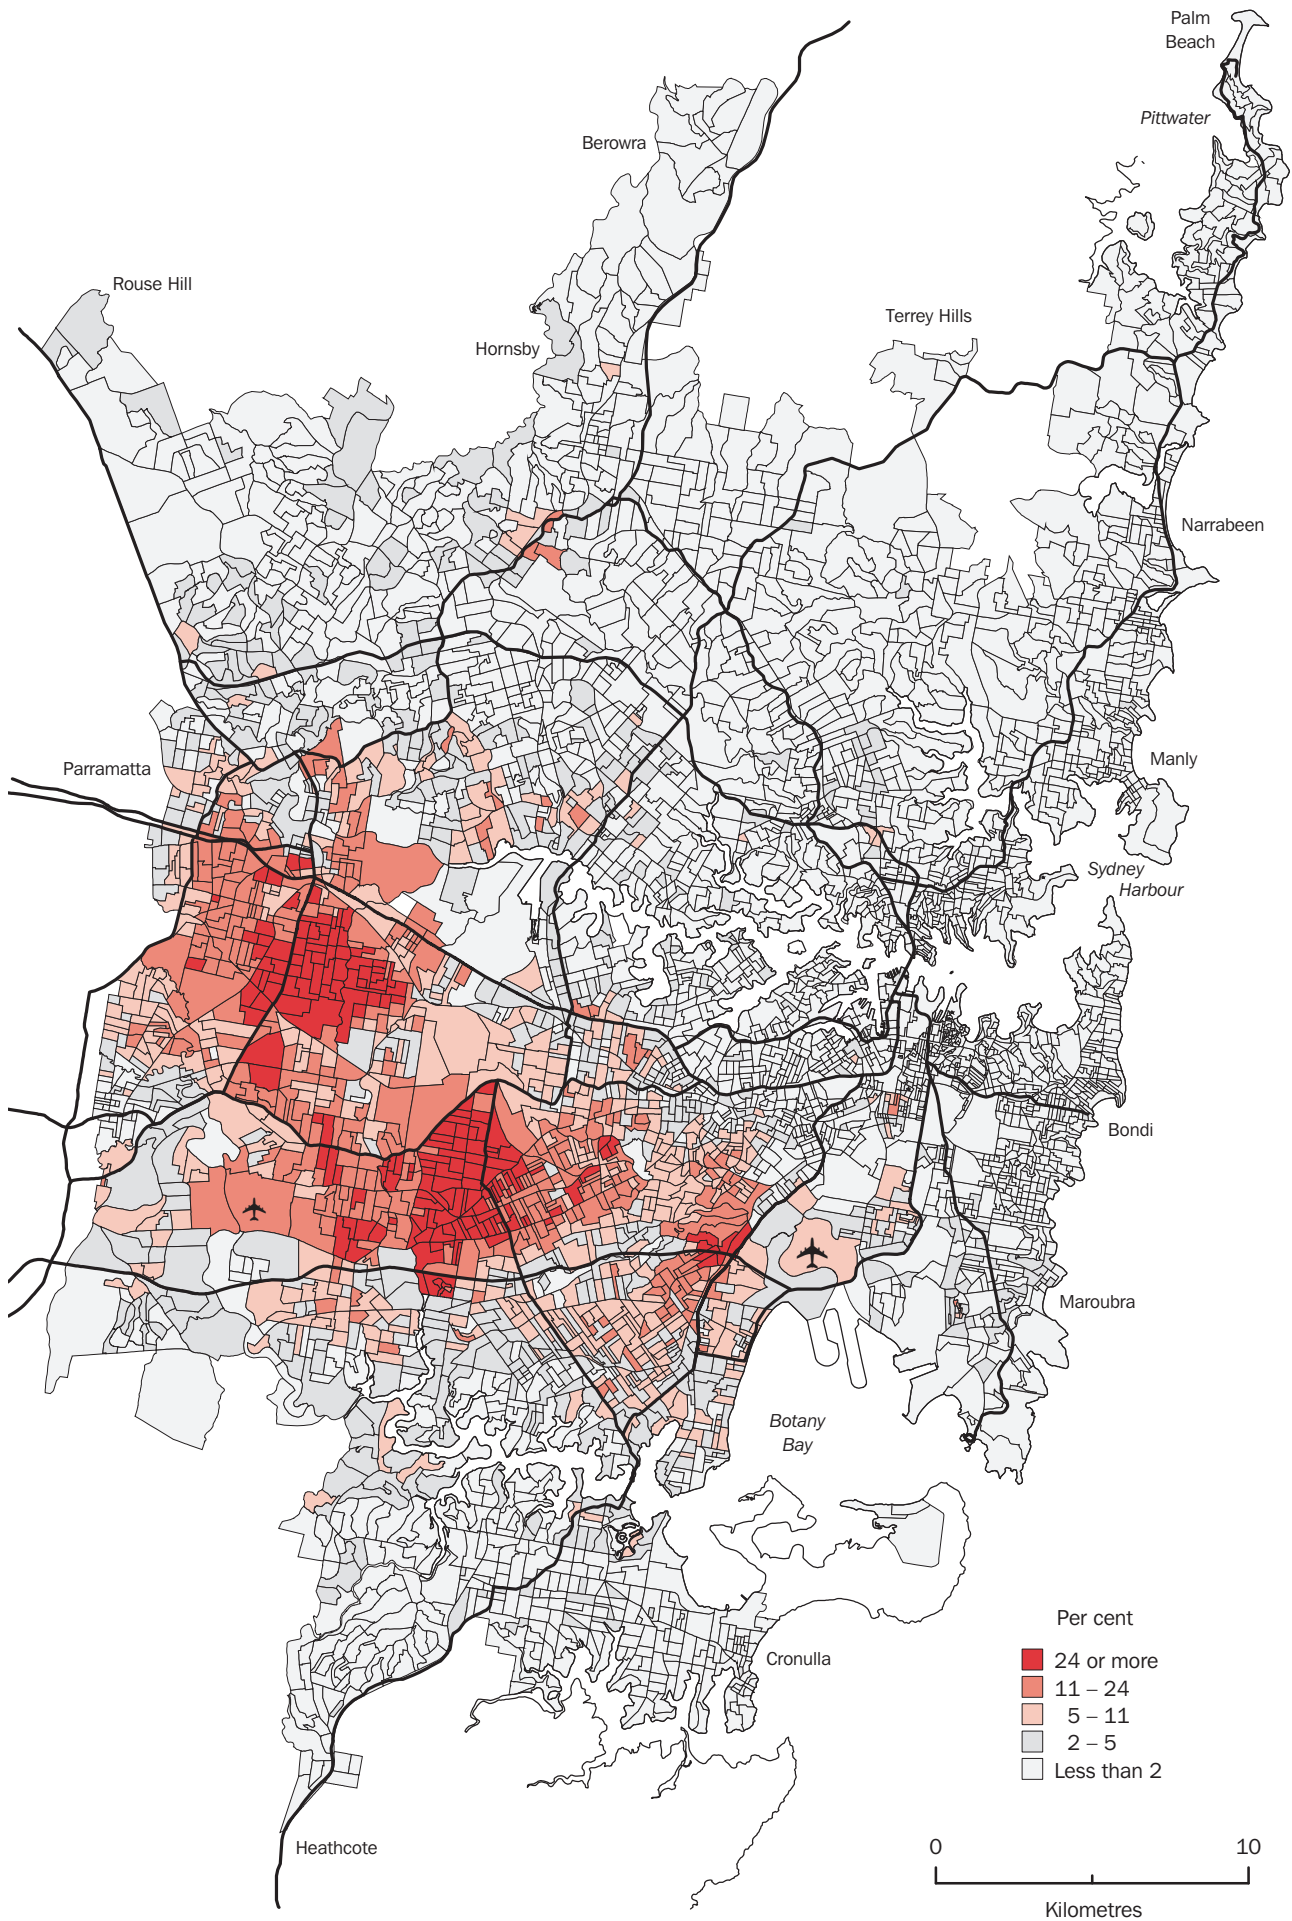 Palm
Beach
Pittwater
Berowra
Rouse Hill
Terrey Hills
Hornsby
Narrabeen
Parramatta
Manly
Sydney
Harbour
Bondi
Maroubra
Botany
Bay
Cronulla
Heathcote
Per cent
24 or more
11 – 24
5 – 11
2 – 5
Less than 2
0 10
Kilometres